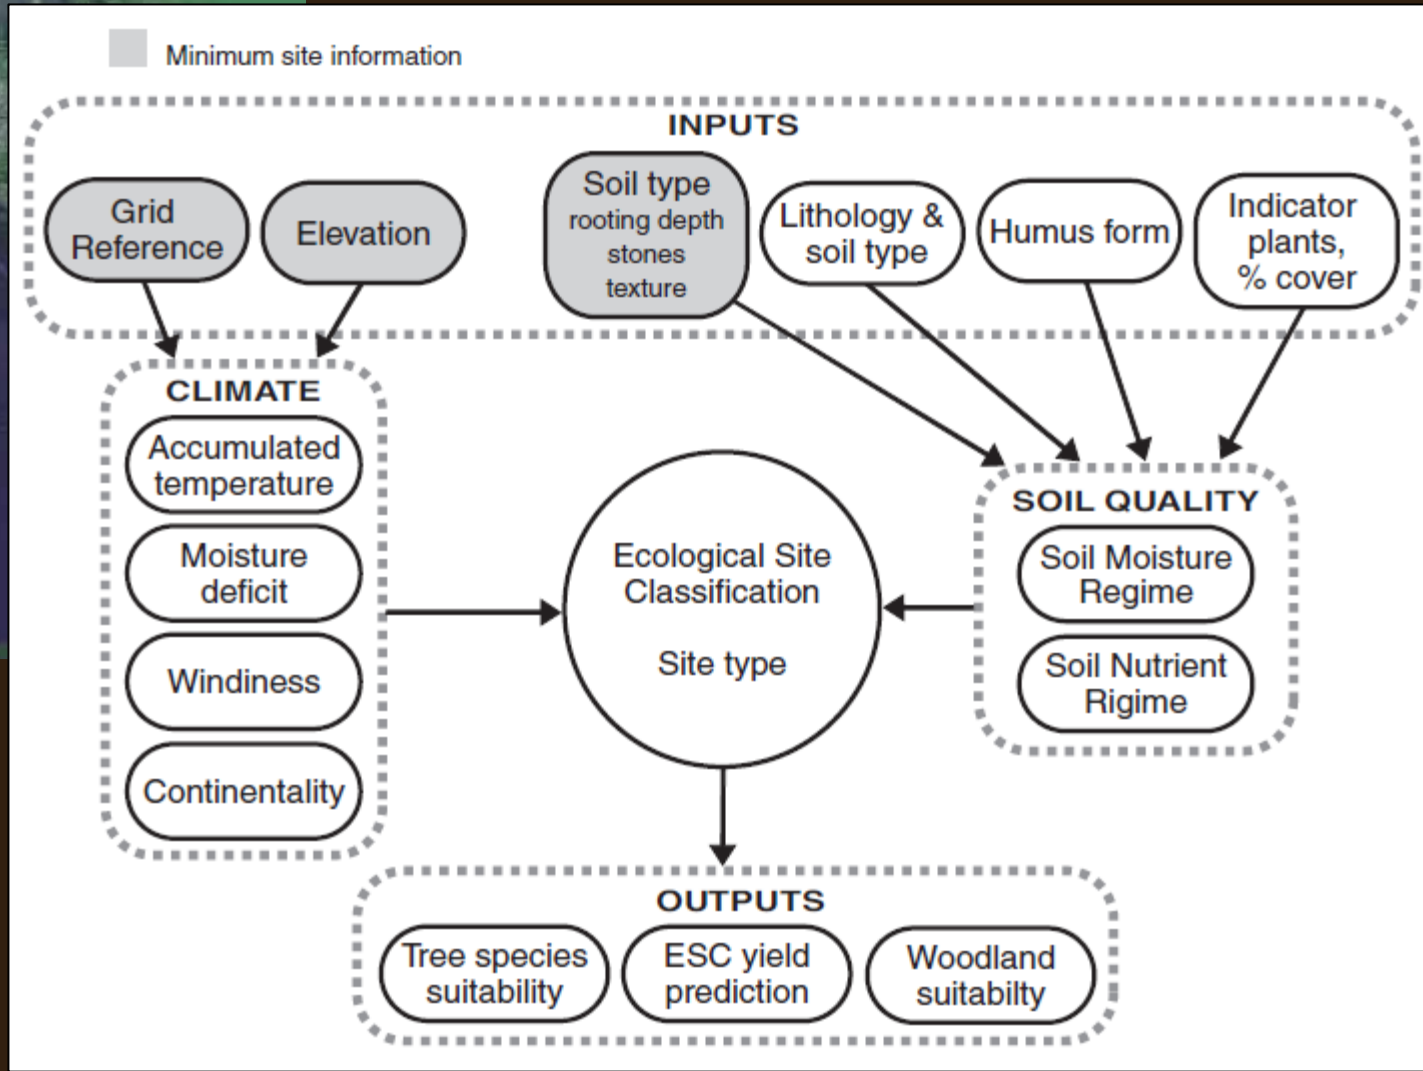 Minimum site information
INPUTS
Grid
Reference
Elevation
Soil type
rooting depth
stones
texture
Lithology &
soil type
Humus form
Indicator
plants,
% cover
CLIMATE
Accumulated
temperature
Moisture
deficit
Windiness
Continentality
Ecological Site
Classification
Site type
SOIL QUALITY
Soil Moisture
Regime
Soil Nutrient
Rigime
OUTPUTS
Tree species
suitability
ESC yield
prediction
Woodland
suitabilty